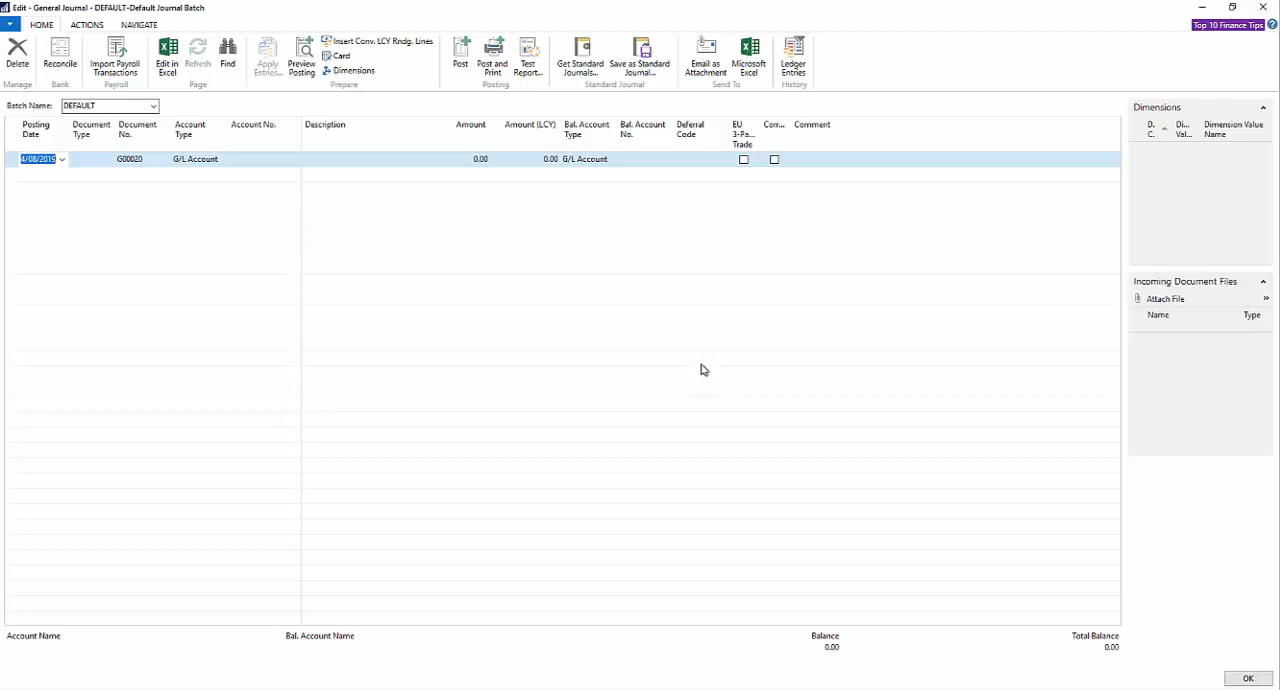 Edit - General Journal - DEFAULT-Default Journal Batch
HOME ACTIONS NAVIGATE
Top 10 Finance Tips
Delete
Reconcile
Import Payroll
Transactions
Edit in
Excel
Refresh
Find
Apply
Entries...
Preview
Posting
Insert Conv. LCY Rndg. Lines
Card
Dimensions
Post
Post and
Print
Test
Report...
Get Standard
Journals...
Save as Standard
Journal...
Email as
Attachment
Microsoft
Excel
Ledger
Entries
Manage
Bank
Payroll
Page
Prepare
Posting
Standard Journal
Send To
History
Batch Name: DEFAULT
Posting
Date
Document
Type
Document
No.
Account
Type
Account No.
Description
Amount
Amount (LCY)
Bal. Account
Type
Bal. Account
No.
Deferral
Code
EU
3-Pa...
Trade
Corr...
Comment
4/08/2015 G00020 G/L Account 0.00 0.00 G/L Account
Dimensions
D.
C.
Di...
Val...
Dimension Value
Name
Incoming Document Files
Attach File
Name Type
Account Name
Bal. Account Name
Balance
0.00
Total Balance
0.00
OK